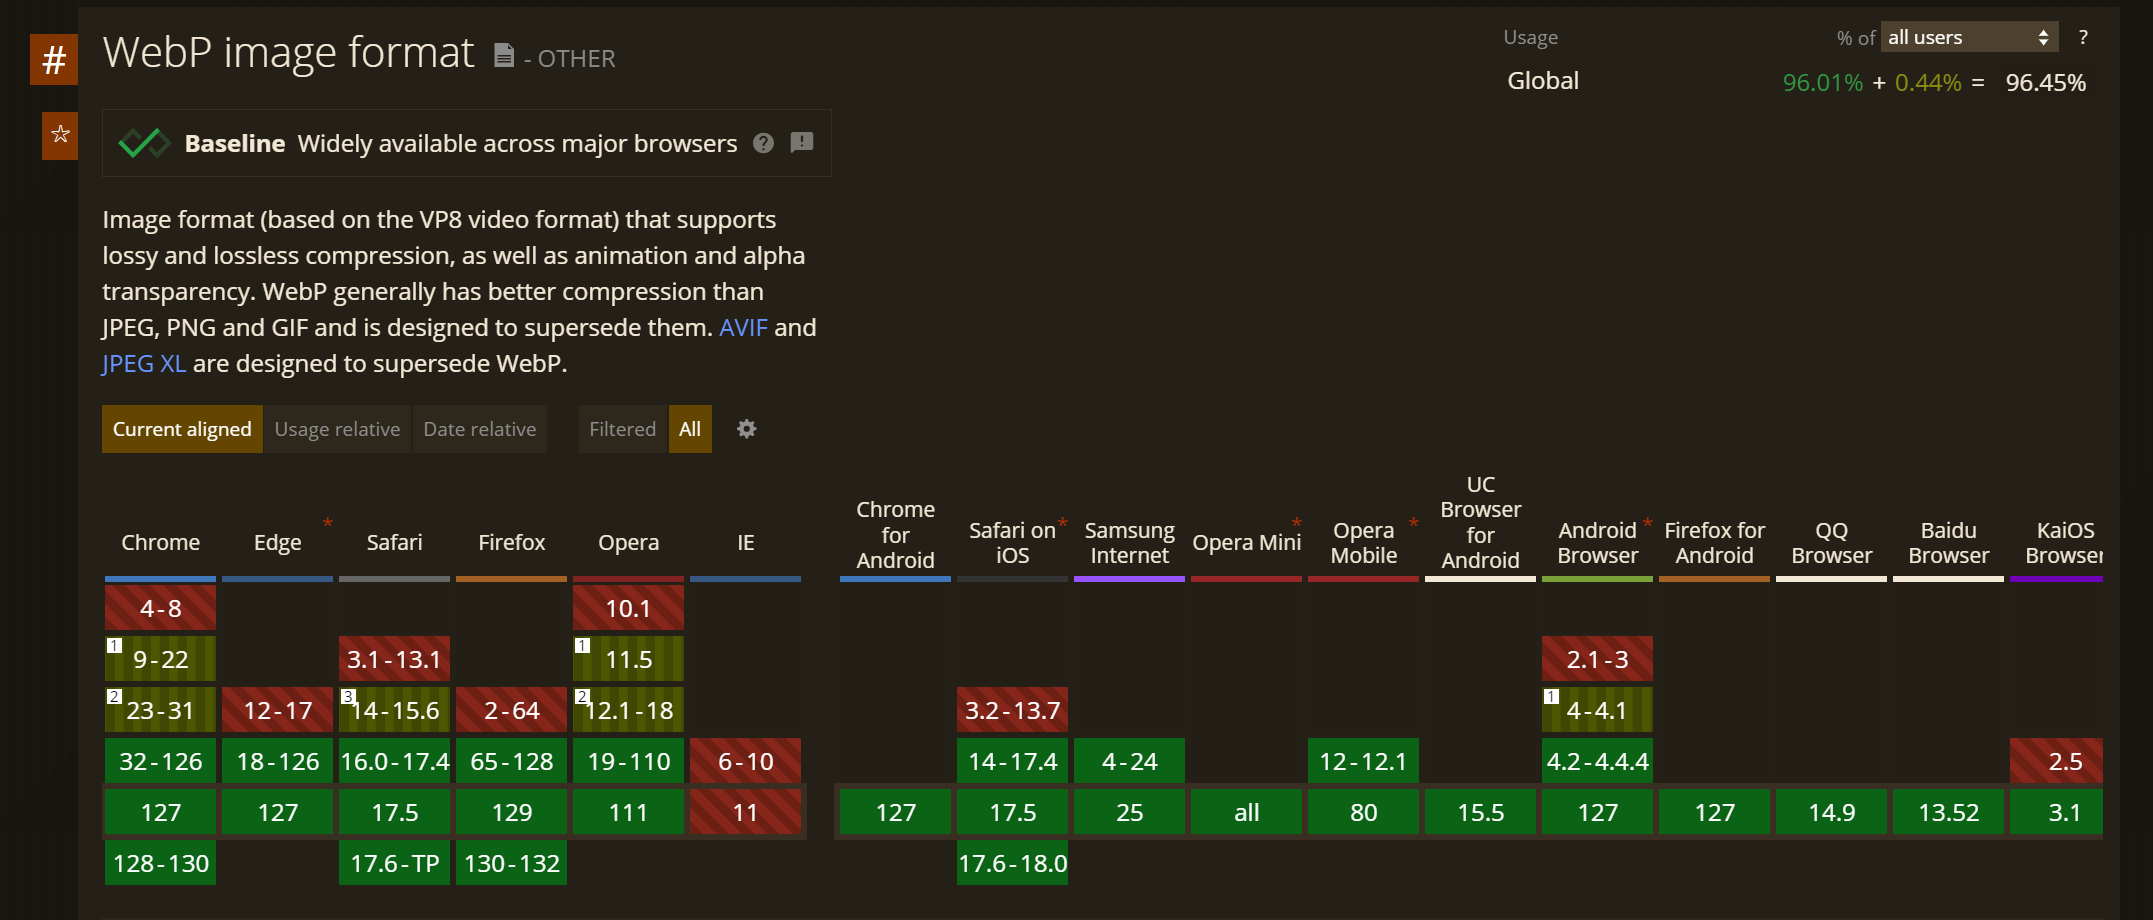 #
WebP image format - OTHER
Usage
% of all users ?
Global
96.01% + 0.44% = 96.45%
☆
Baseline Widely available across major browsers
Image format (based on the VP8 video format) that supports
lossy and lossless compression, as well as animation and alpha
transparency. WebP generally has better compression than
JPEG, PNG and GIF and is designed to supersede them. AVIF and
JPEG XL are designed to supersede WebP.
Current aligned Usage relative Date relative Filtered All
Chrome
Edge *
Safari
Firefox
Opera
IE
Chrome
for
Android
Safari on *
iOS
Samsung
Internet
Opera Mini *
Opera *
Mobile
UC
Browser
for
Android
Android *
Browser
Firefox for
Android
QQ
Browser
Baidu
Browser
KaiOS
Browser
4-8 10.1
1 9-22 3.1-13.1 1 11.5 2.1-3
2 23-31 12-17 3 14-15.6 2-64 2 12.1-18 3.2-13.7 1 4-4.1
32-126 18-126 16.0-17.4 65-128 19-110 6-10 14-17.4 4-24 12-12.1 4.2-4.4.4 2.5
127 127 17.5 129 111 11 127 17.5 25 all 80 15.5 127 127 14.9 13.52 3.1
128-130 17.6-TP 130-132 17.6-18.0